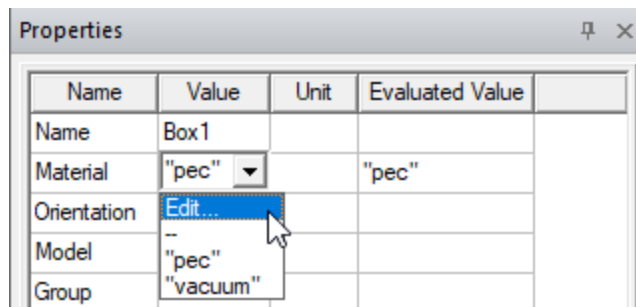 Properties
Name Value Unit Evaluated Value
Name Box1
Material "pec" "pec"
Orientation Edit...
--
Model "pec"
Group "vacuum"